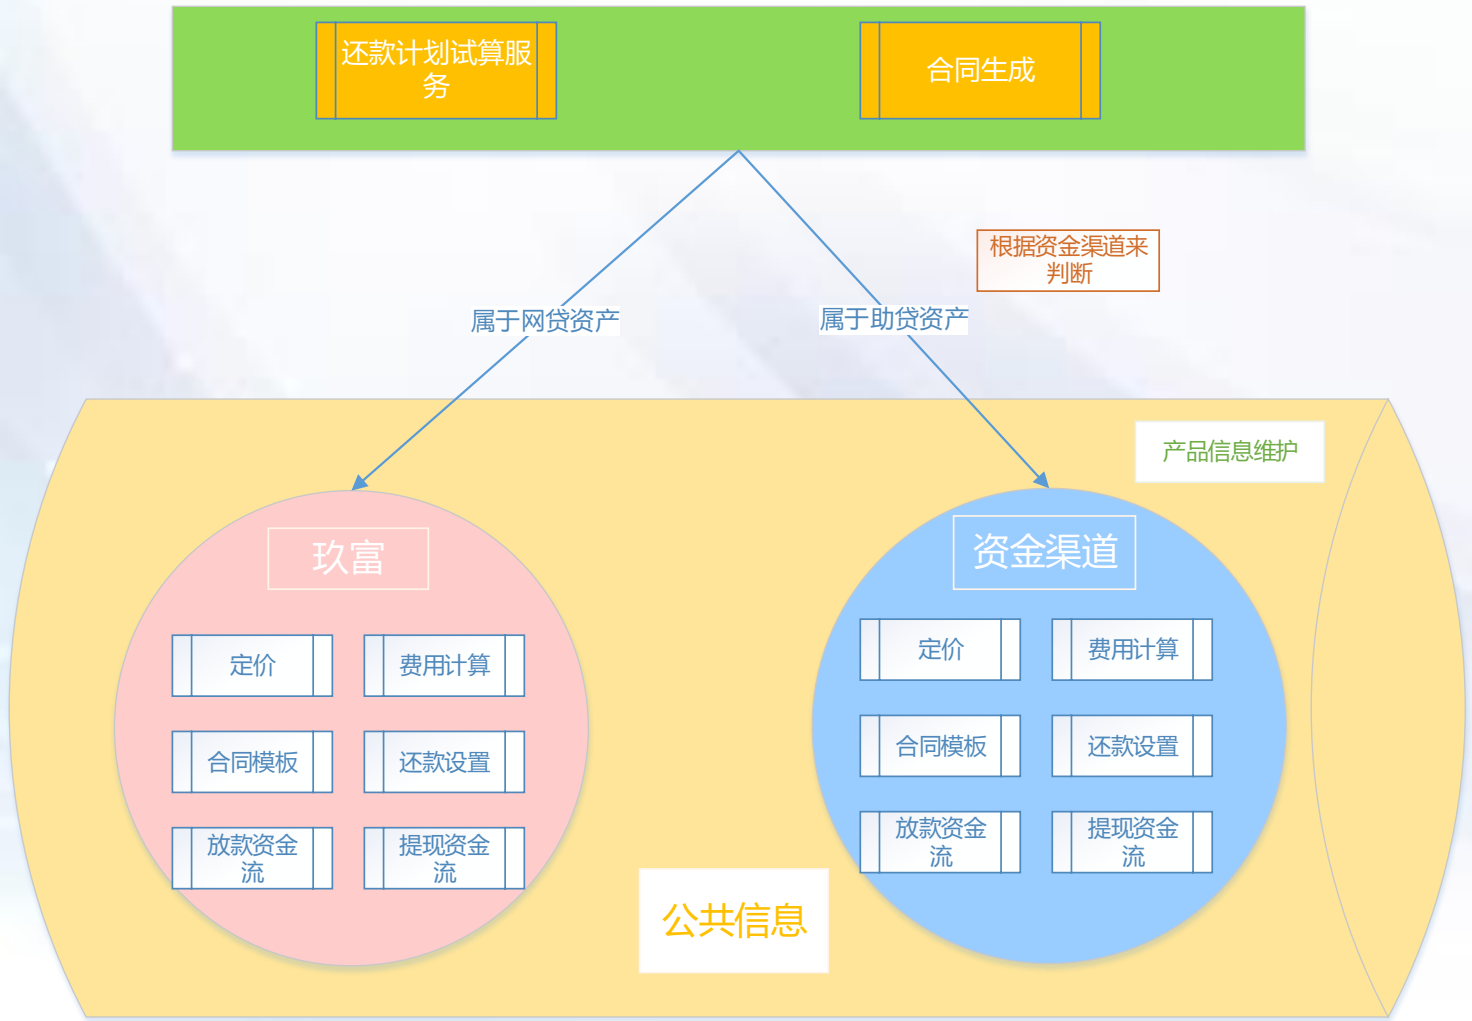 还款计划试算服
务
合同生成
根据资金渠道来
判断
属于网贷资产
属于助贷资产
产品信息维护
玖富
定价
费用计算
合同模板
还款设置
放款资金
流
提现资金
流
资金渠道
定价
费用计算
合同模板
还款设置
放款资金
流
提现资金
流
公共信息